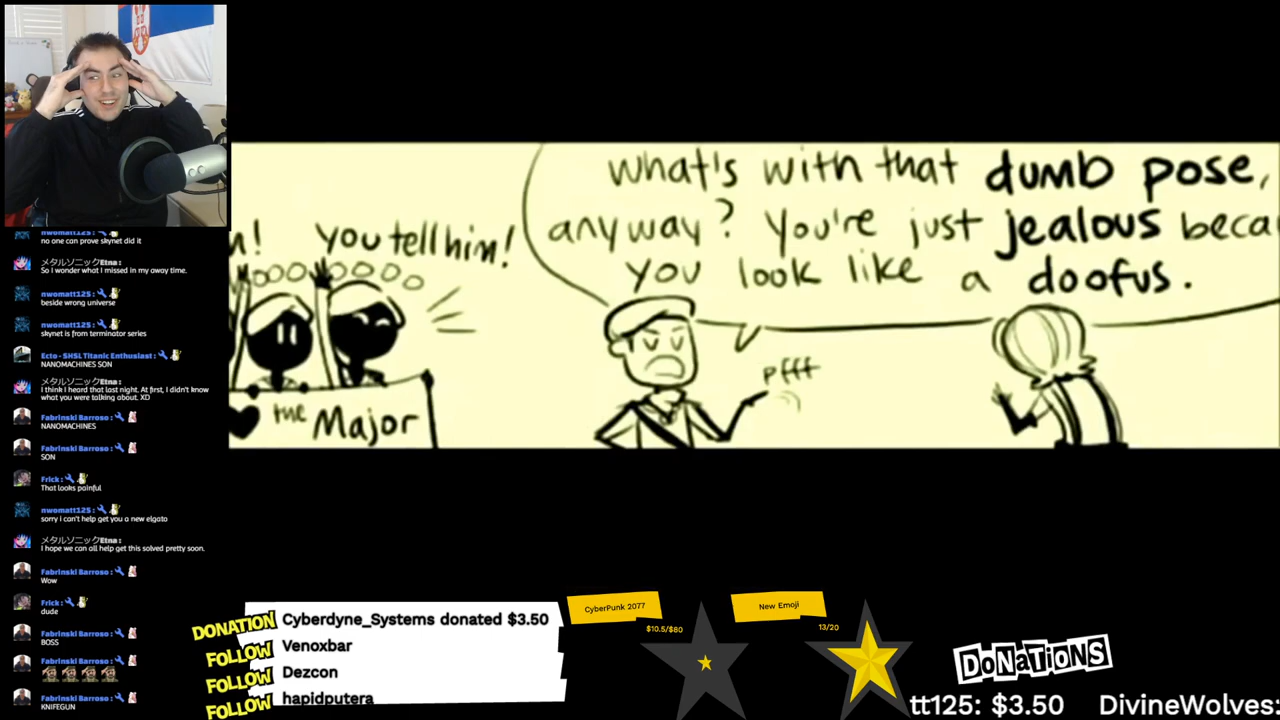 nwomatt125 :
no one can prove skynet did it
メタルソニックEtna :
So I wonder what I missed in my away time.
nwomatt125 :
beside wrong universe
nwomatt125 :
skynet is from terminator series
Ecto - SHSL Titanic Enthusiast :
NANOMACHINES SON
メタルソニックEtna :
I think I heard that last night. At first, I didn't know
what you were talking about. XD
Fabrinski Barroso :
NANOMACHINES
Fabrinski Barroso :
SON
Frick :
That looks painful
nwomatt125 :
sorry i can't help get you a new elgato
メタルソニックEtna :
I hope we can all help get this solved pretty soon.
Fabrinski Barroso :
Wow
Frick :
dude
Fabrinski Barroso :
BOSS
Fabrinski Barroso :
Fabrinski Barroso :
KNIFEGUN
you tell him!
the Major
what's with that dumb pose,
anyway? You're just jealous beca
you look like a doofus.
pfff
DONATION Cyberdyne_Systems donated $3.50
FOLLOW Venoxbar
FOLLOW Dezcon
FOLLOW hapidputera
CyberPunk 2077
$10.5/$60
New Emoji
13/20
DONATIONS
tt125: $3.50 DivineWolves: